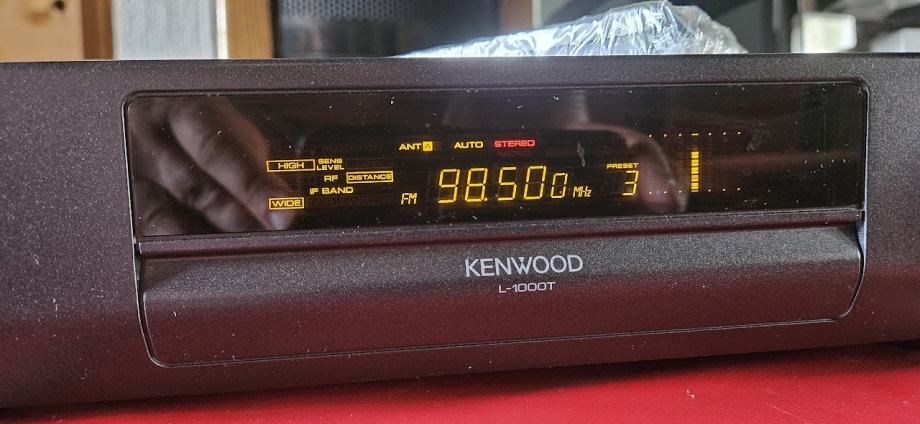 ANT A AUTO STEREO
HIGH SENS LEVEL
RF DISTANCE
IF BAND
WIDE
FM 98.500 MHz
PRESET
3
KENWOOD
L-1000T